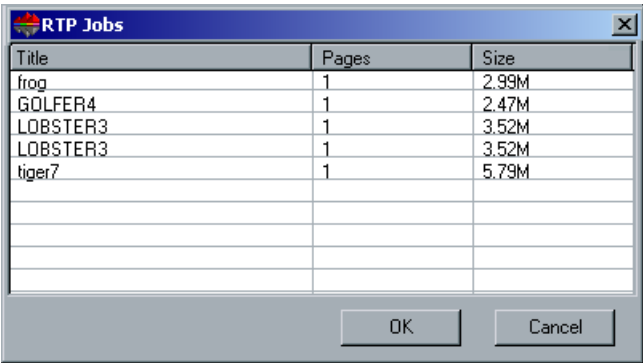 RTP Jobs
Title Pages Size
frog 1 2.99M
GOLFER4 1 2.47M
LOBSTER3 1 3.52M
LOBSTER3 1 3.52M
tiger7 1 5.79M
OK Cancel